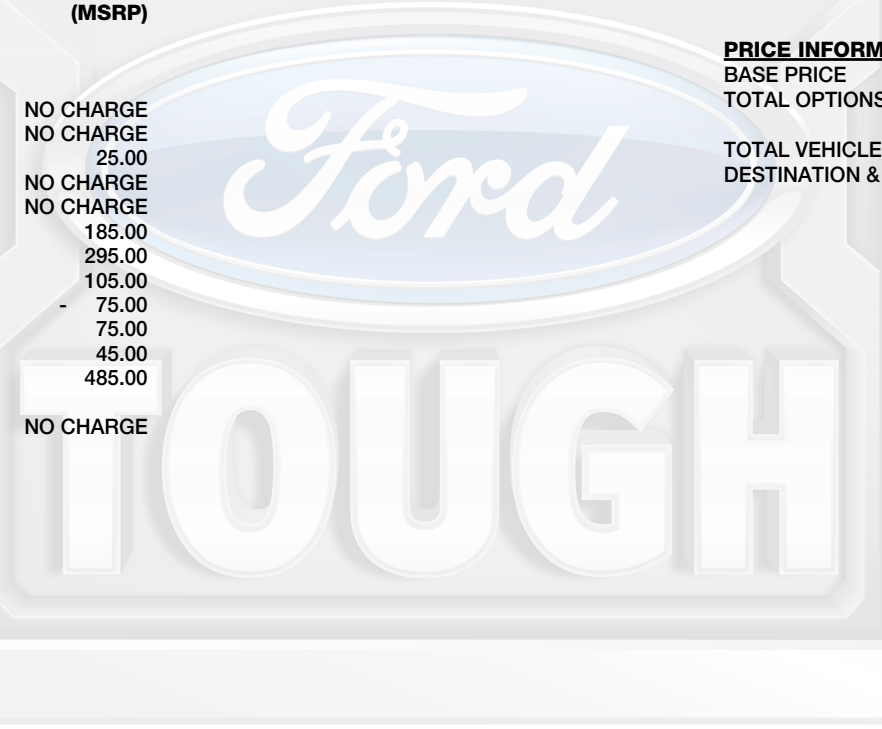 (MSRP)
NO CHARGE
NO CHARGE
25.00
NO CHARGE
NO CHARGE
185.00
295.00
105.00
- 75.00
75.00
45.00
485.00
NO CHARGE
PRICE INFORM
BASE PRICE
TOTAL OPTIONS
TOTAL VEHICLE
DESTINATION &
Ford
TOUGH